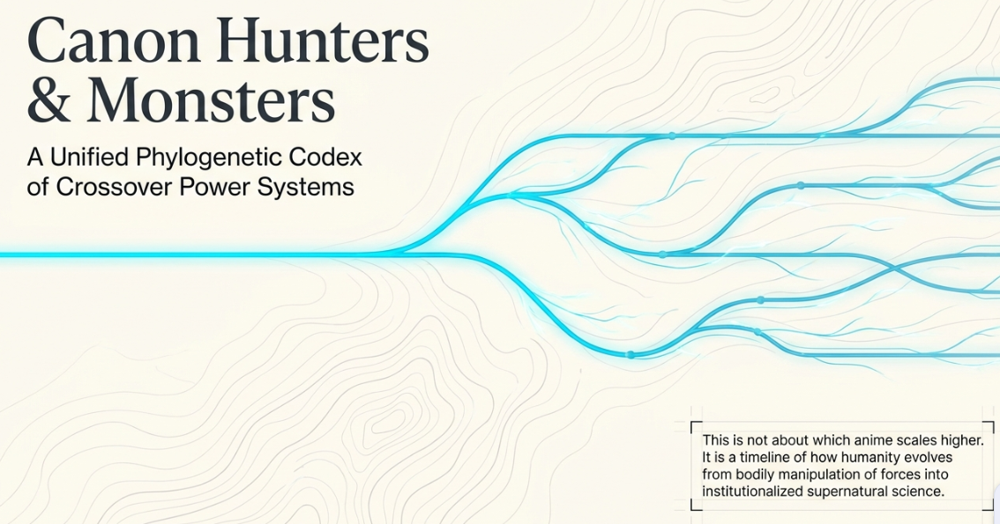 Canon Hunters
& Monsters
A Unified Phylogenetic Codex
of Crossover Power Systems
This is not about which anime scales higher.
It is a timeline of how humanity evolves
from bodily manipulation of forces into
institutionalized supernatural science.